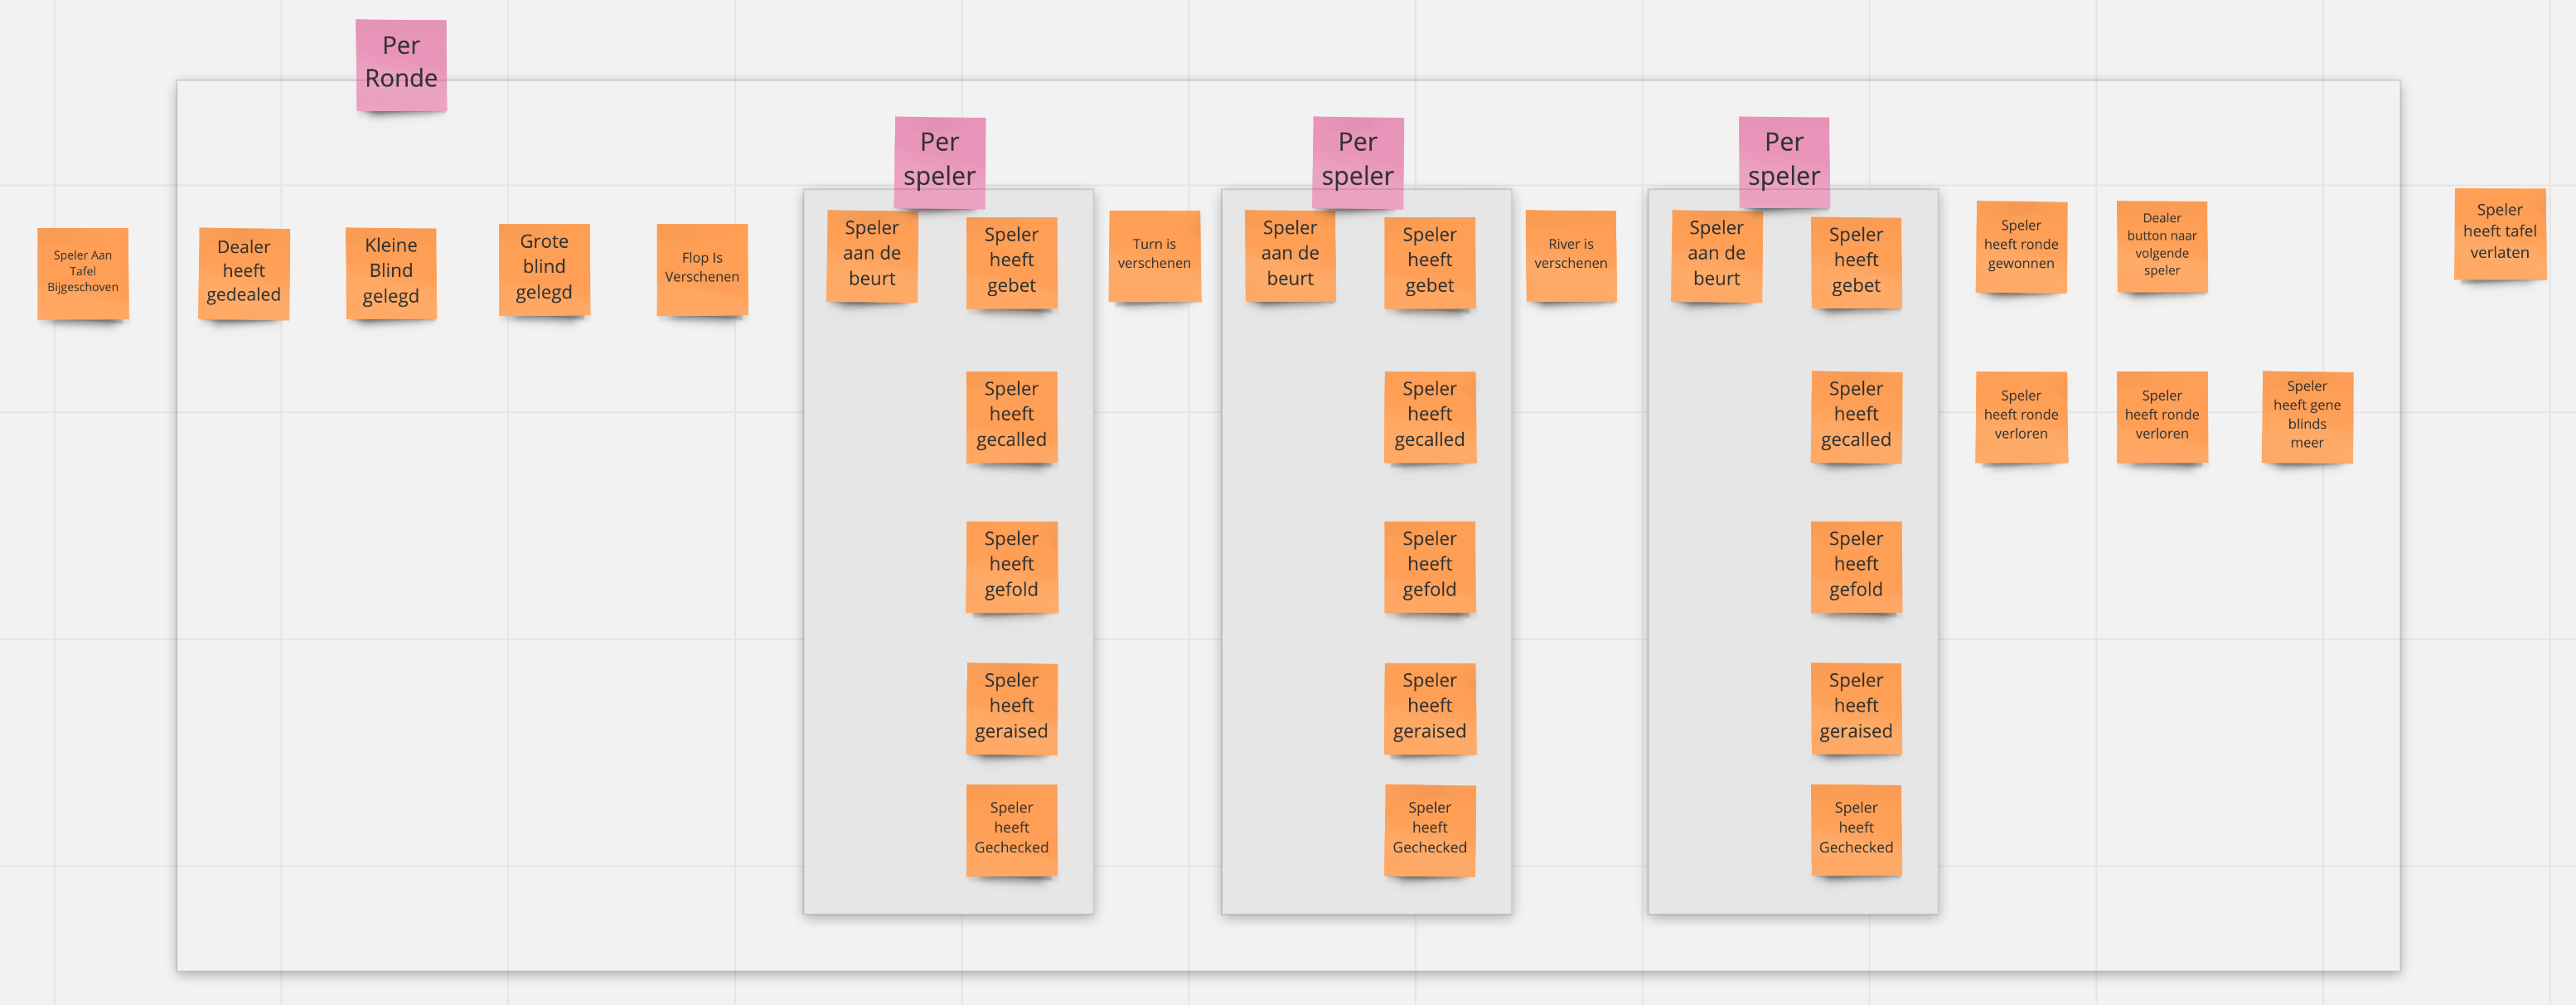 Per
Ronde
Per
speler
Per
speler
Per
speler
Speler Aan
Tafel
Bijgeschoven
Dealer
heeft
gedealed
Kleine
Blind
gelegd
Grote
blind
gelegd
Flop Is
Verschenen
Speler
aan de
beurt
Speler
heeft
gebet
Turn is
verschenen
Speler
aan de
beurt
Speler
heeft
gebet
River is
verschenen
Speler
aan de
beurt
Speler
heeft
gebet
Speler
heeft ronde
gewonnen
Dealer
button naar
volgende
speler
Speler
heeft tafel
verlaten
Speler
heeft
gecalled
Speler
heeft
gecalled
Speler
heeft
gecalled
Speler
heeft ronde
verloren
Speler
heeft ronde
verloren
Speler
heeft gene
blinds
meer
Speler
heeft
gefold
Speler
heeft
gefold
Speler
heeft
gefold
Speler
heeft
geraised
Speler
heeft
geraised
Speler
heeft
geraised
Speler
heeft
Gechecked
Speler
heeft
Gechecked
Speler
heeft
Gechecked